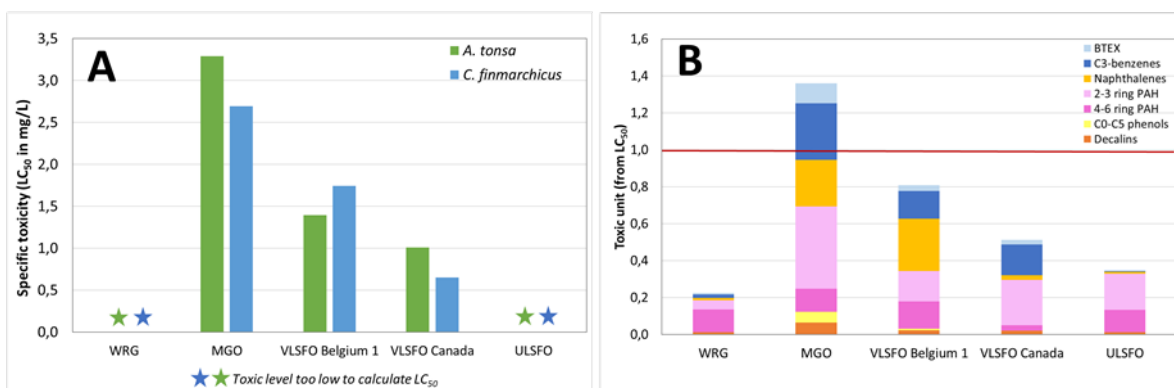 A
Specific toxicity (LC50 in mg/L)
3,5
3,0
2,5
2,0
1,5
1,0
0,5
0,0
A. tonsa
C. finmarchicus
WRG MGO VLSFO Belgium 1 VLSFO Canada ULSFO
Toxic level too low to calculate LC50
B
Toxic unit (from LC50)
1,6
1,4
1,2
1,0
0,8
0,6
0,4
0,2
0,0
BTEX
C3-benzenes
Naphthalenes
2-3 ring PAH
4-6 ring PAH
C0-C5 phenols
Decalins
WRG MGO VLSFO Belgium 1 VLSFO Canada ULSFO